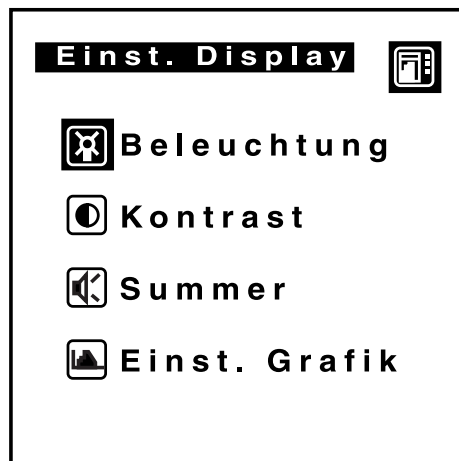 Einst. Display
Beleuchtung
Kontrast
Summer
Einst. Grafik